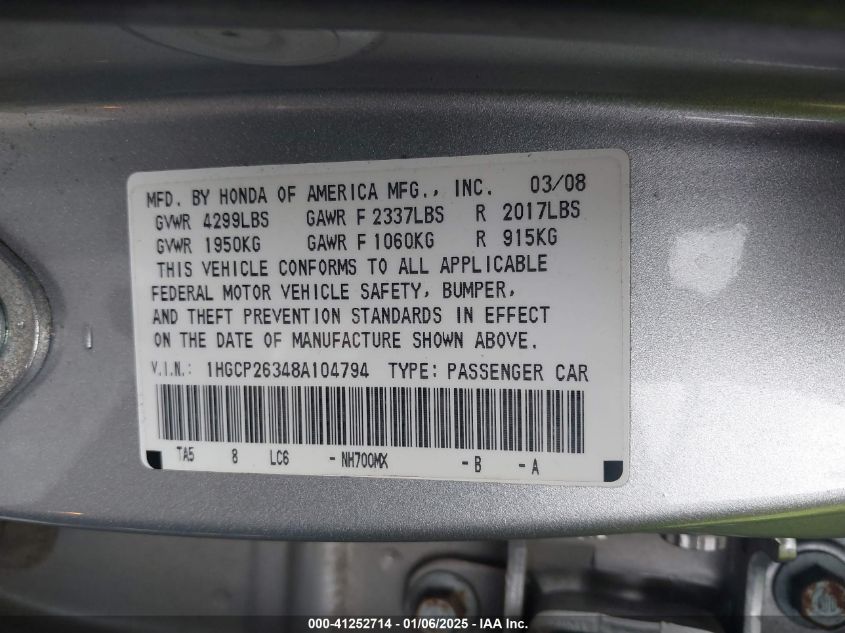 MFD. BY HONDA OF AMERICA MFG., INC. 03/08
GVWR 4299LBS GAWR F 2337LBS R 2017LBS
GVWR 1950KG GAWR F 1060KG R 915KG
THIS VEHICLE CONFORMS TO ALL APPLICABLE
FEDERAL MOTOR VEHICLE SAFETY, BUMPER,
AND THEFT PREVENTION STANDARDS IN EFFECT
ON THE DATE OF MANUFACTURE SHOWN ABOVE.
V.I.N.: 1HGCP26348A104794 TYPE: PASSENGER CAR
TA5 8 LC6 - NH700MX - B - A
000-41252714 - 01/06/2025 - IAA Inc.